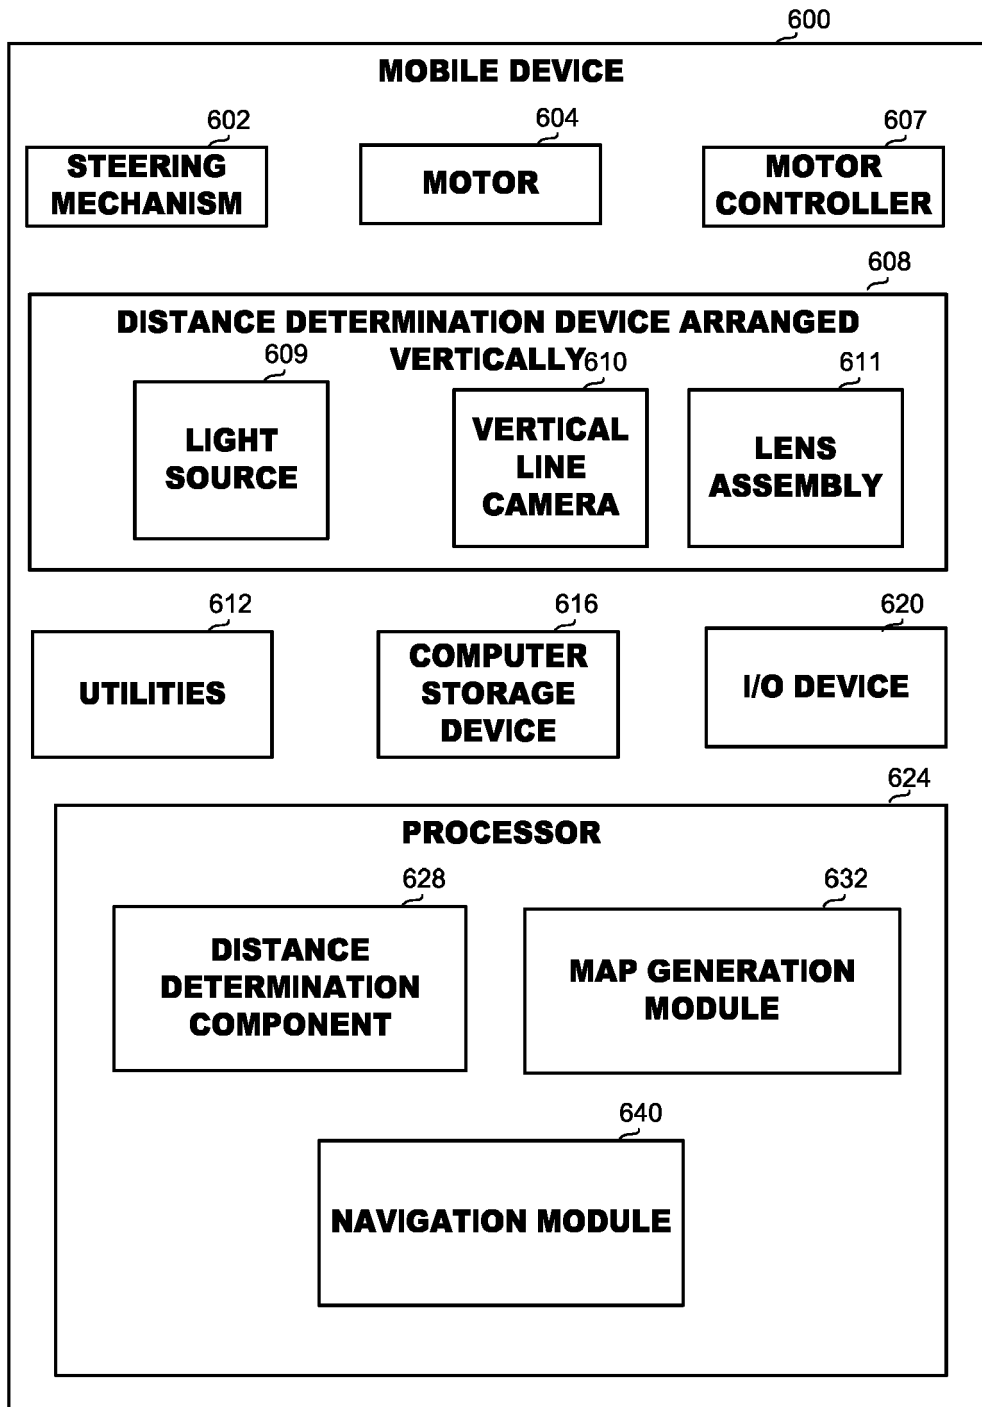 600
MOBILE DEVICE
602
604
607
STEERING
MECHANISM
MOTOR
MOTOR
CONTROLLER
608
DISTANCE DETERMINATION DEVICE ARRANGED
VERTICALLY
609
610
611
LIGHT
SOURCE
VERTICAL
LINE
CAMERA
LENS
ASSEMBLY
612
616
620
UTILITIES
COMPUTER
STORAGE
DEVICE
I/O DEVICE
624
PROCESSOR
628
632
DISTANCE
DETERMINATION
COMPONENT
MAP GENERATION
MODULE
640
NAVIGATION MODULE